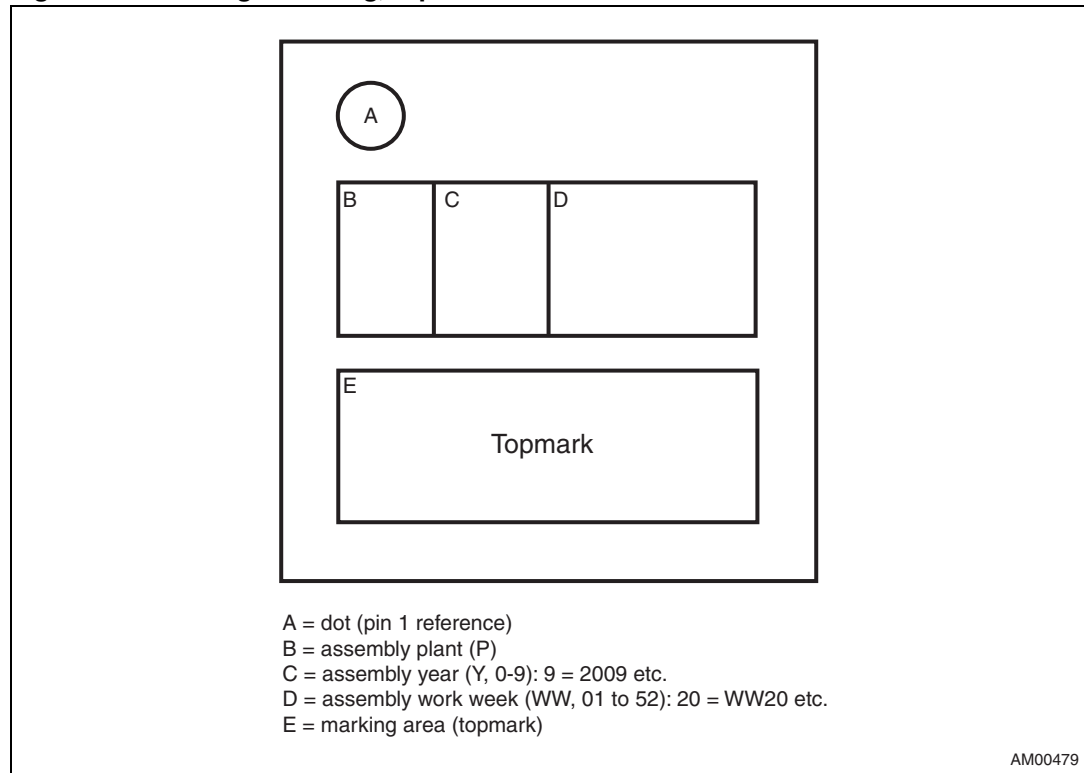 A
B C D
E
Topmark
A = dot (pin 1 reference)
B = assembly plant (P)
C = assembly year (Y, 0-9): 9 = 2009 etc.
D = assembly work week (WW, 01 to 52): 20 = WW20 etc.
E = marking area (topmark)
AM00479